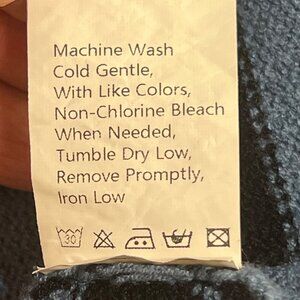 Machine Wash
Cold Gentle,
With Like Colors,
Non-Chlorine Bleach
When Needed,
Tumble Dry Low,
Remove Promptly,
Iron Low
30